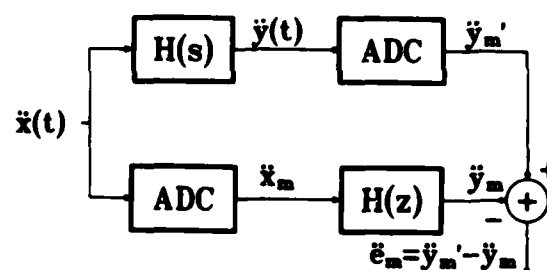 H(s)
ÿ(t)
ADC
ÿm'
ẍ(t)
+
ADC
ẍm
H(z)
ÿm
+
−
ëm=ÿm'−ÿm